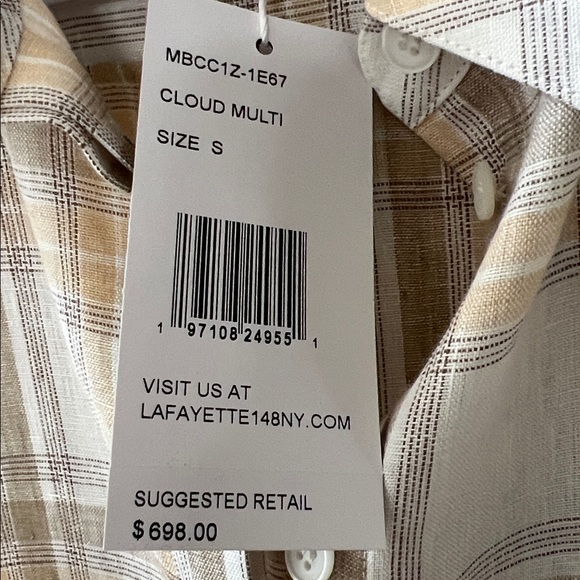 MBCC1Z-1E67
CLOUD MULTI
SIZE S
1 97108 24955 1
VISIT US AT
LAFAYETTE148NY.COM
SUGGESTED RETAIL
$698.00